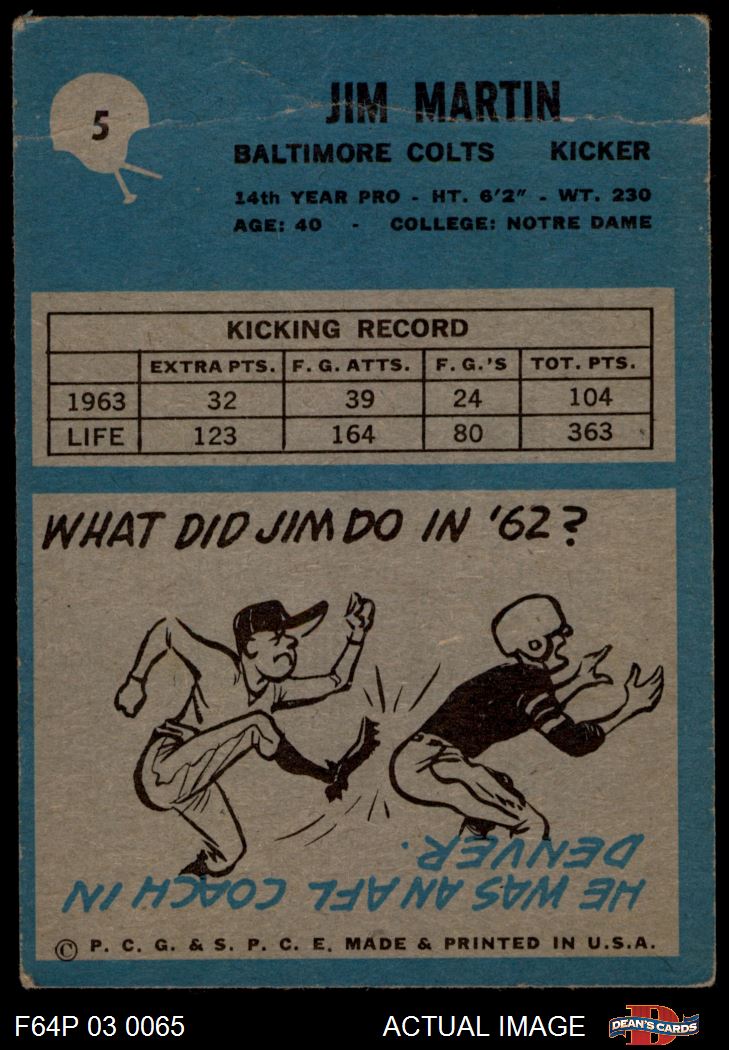 5
JIM MARTIN
BALTIMORE COLTS KICKER
14th YEAR PRO - HT. 6'2" - WT. 230
AGE: 40 - COLLEGE: NOTRE DAME
KICKING RECORD
EXTRA PTS. F. G. ATTS. F. G.'S TOT. PTS.
1963 32 39 24 104
LIFE 123 164 80 363
WHAT DID JIM DO IN '62?
HE WAS AN AFL COACH IN
DENVER.
© P. C. G. & S. P. C. E. MADE & PRINTED IN U.S.A.
F64P 03 0065 ACTUAL IMAGE
D
DEAN'S CARDS